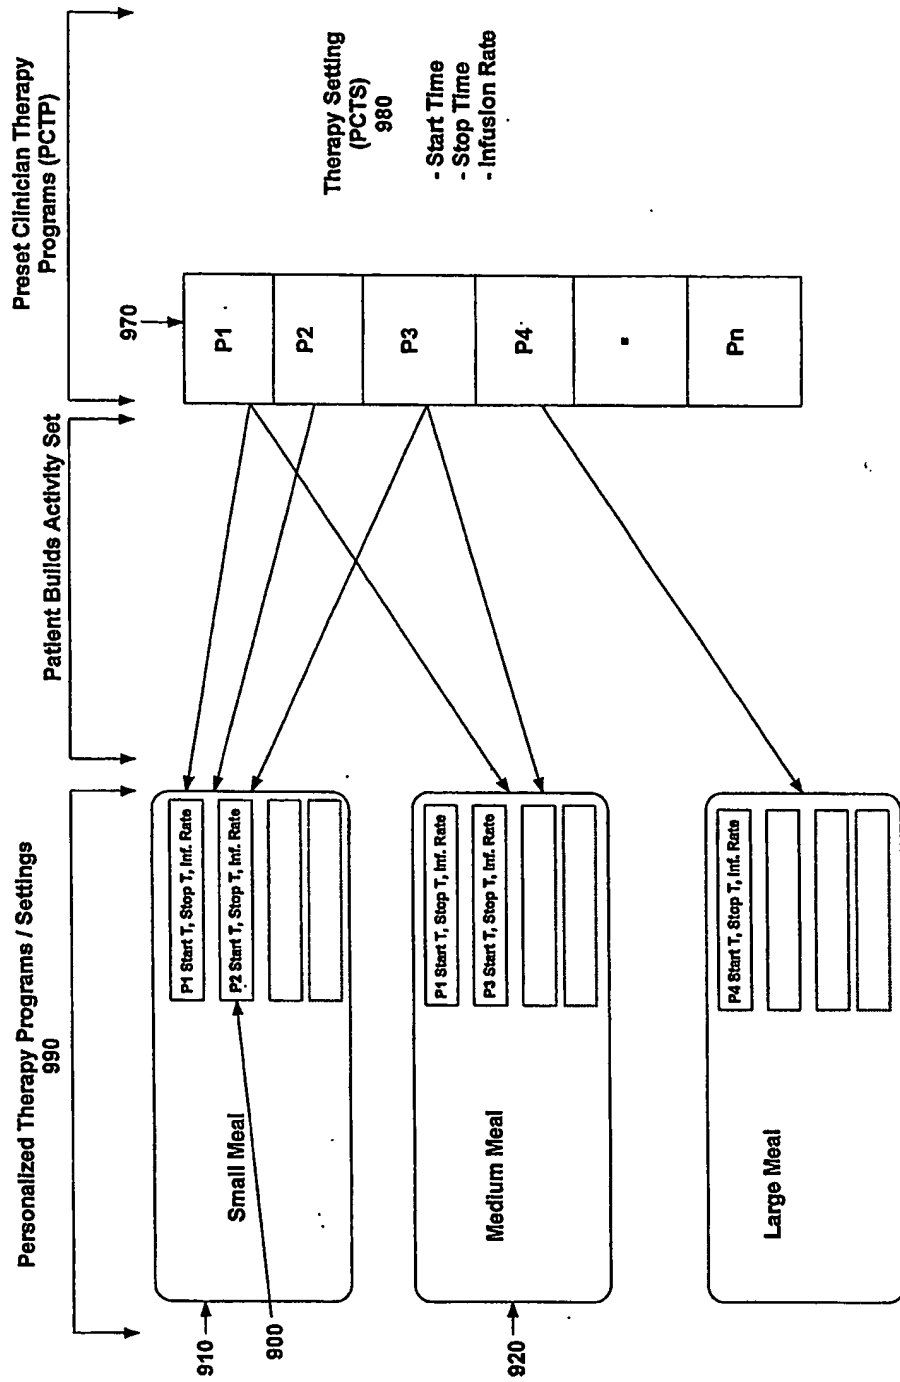 Personalized Therapy Programs / Settings
990
Patient Builds Activity Set
Preset Clinician Therapy
Programs (PCTP)
910
900
Small Meal
P1 Start T, Stop T, Inf. Rate
P2 Start T, Stop T, Inf. Rate
920
Medium Meal
P1 Start T, Stop T, Inf. Rate
P3 Start T, Stop T, Inf. Rate
Large Meal
P4 Start T, Stop T, Inf. Rate
970
P1
P2
P3
P4
Pn
Therapy Setting
(PCTS)
980
- Start Time
- Stop Time
- Infusion Rate